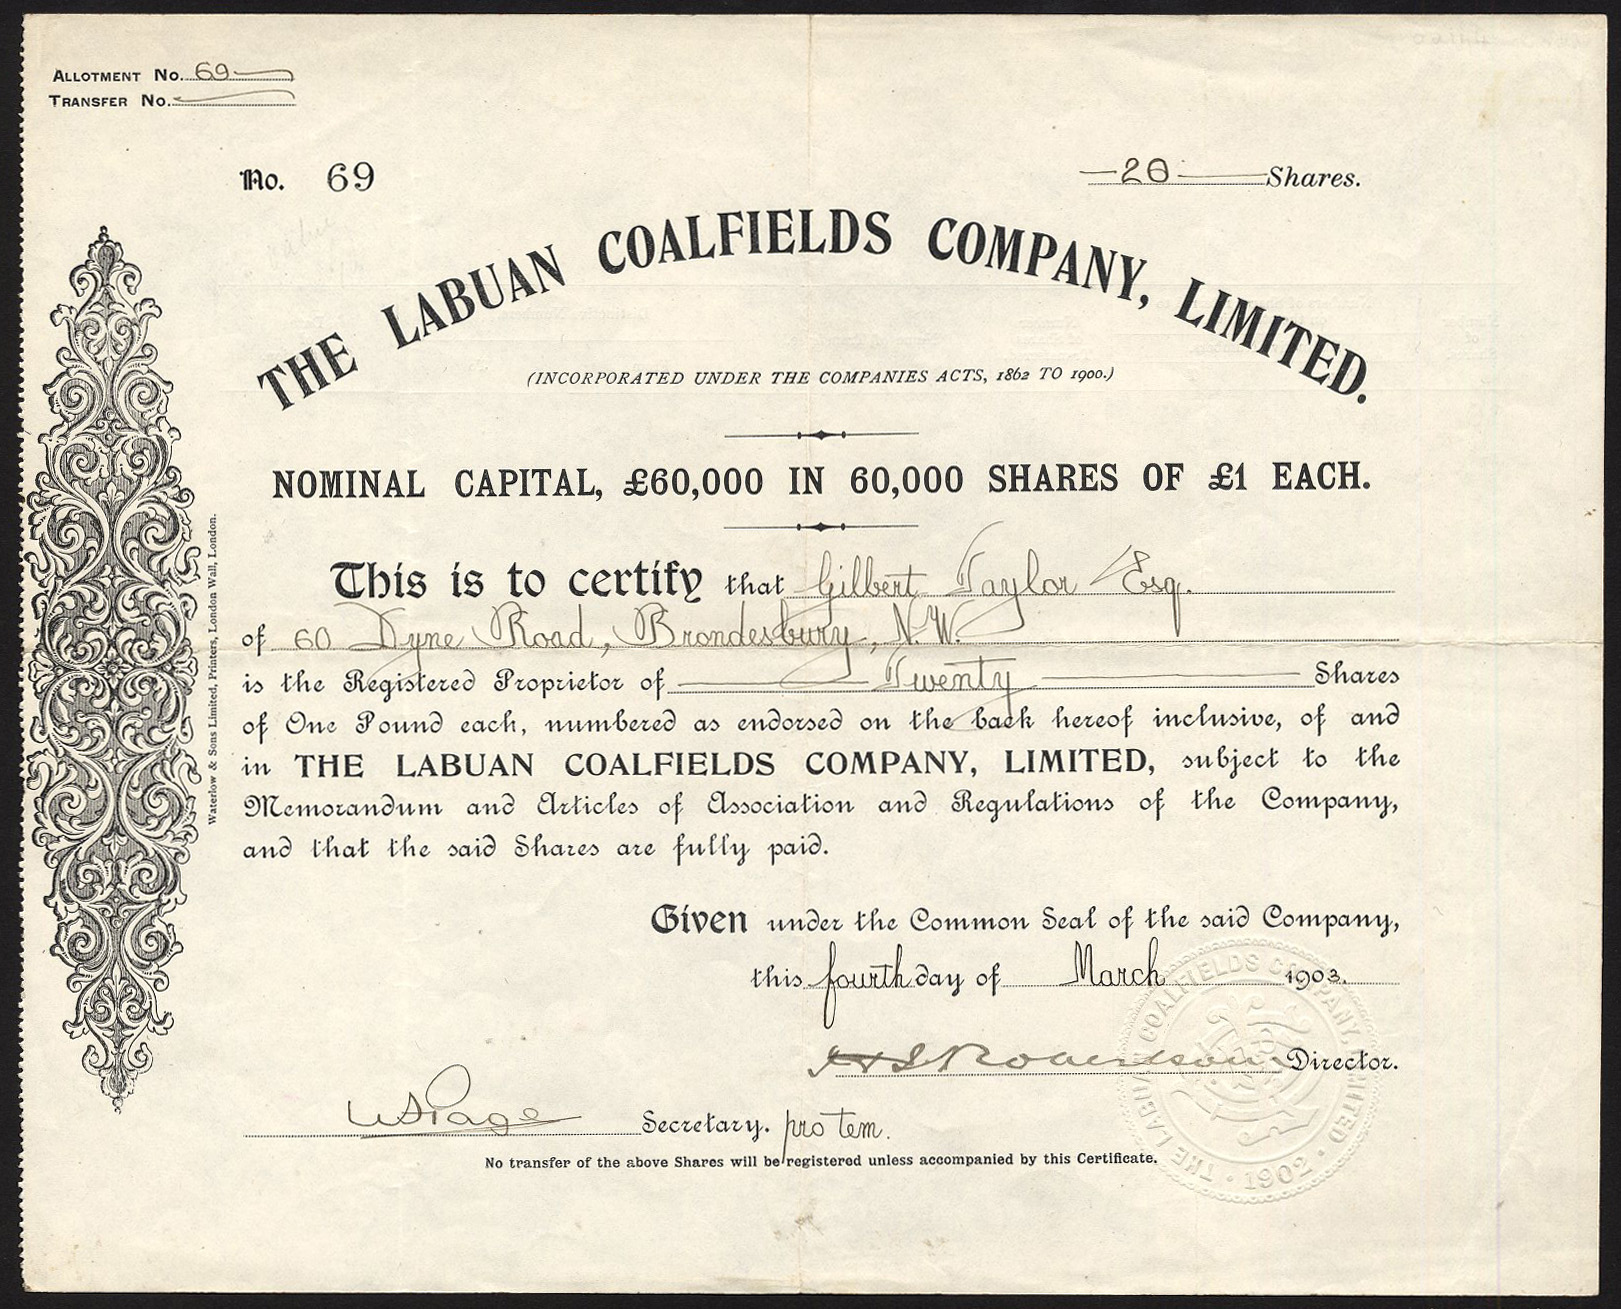 ALLOTMENT No. 69
TRANSFER No.
No. 69
20 Shares.
THE LABUAN COALFIELDS COMPANY, LIMITED.
(INCORPORATED UNDER THE COMPANIES ACTS, 1862 TO 1900.)
NOMINAL CAPITAL, £60,000 IN 60,000 SHARES OF £1 EACH.
This is to certify that Gilbert Taylor Esq.
of 60 Dyne Road, Brondesbury, N.W.
is the Registered Proprietor of Twenty Shares
of One Pound each, numbered as endorsed on the back hereof inclusive, of and
in THE LABUAN COALFIELDS COMPANY, LIMITED, subject to the
Memorandum and Articles of Association and Regulations of the Company,
and that the said Shares are fully paid.
Given under the Common Seal of the said Company,
this fourth day of March 1903.
Robertson Director.
Page Secretary. pro tem.
No transfer of the above Shares will be registered unless accompanied by this Certificate.
Waterlow & Sons Limited, Printers, London Wall, London.
THE LABUAN COALFIELDS COMPANY, LIMITED
· 1902 ·